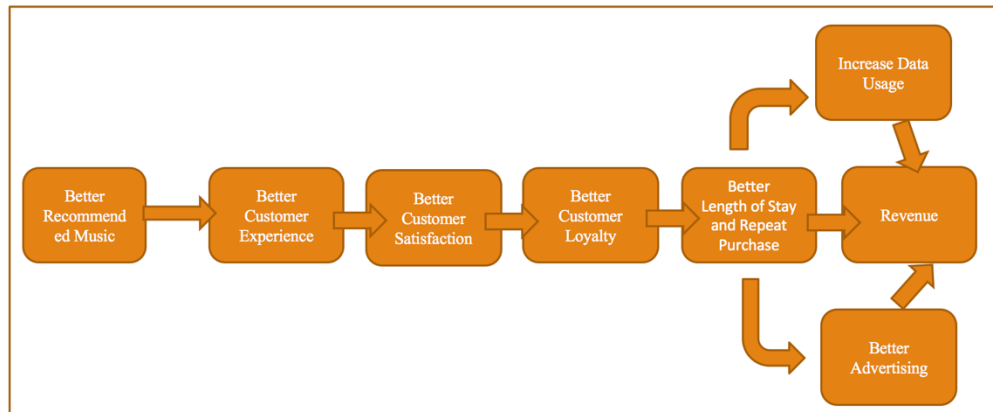 Better
Recommend
ed Music
Better
Customer
Experience
Better
Customer
Satisfaction
Better
Customer
Loyalty
Better
Length of Stay
and Repeat
Purchase
Increase Data
Usage
Revenue
Better
Advertising